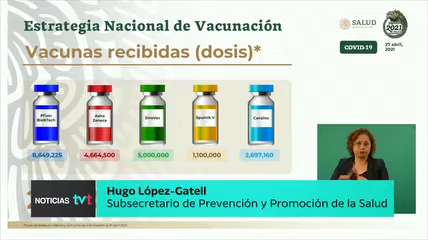 Estrategia Nacional de Vacunación
Vacunas recibidas (dosis)*
SALUD
2021
COVID-19
27 abril, 2021
Pfizer BioNTech
Astra Zeneca
SinoVac
Sputnik V
Cansino
8,649,225
4,664,500
5,000,000
1,100,000
2,697,160
NOTICIAS tvt
Hugo López-Gatell
Subsecretario de Prevención y Promoción de la Salud